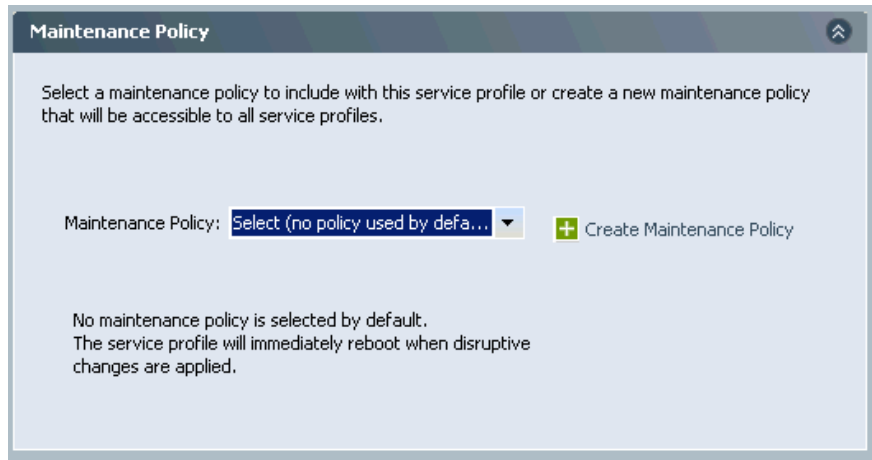 Maintenance Policy
Select a maintenance policy to include with this service profile or create a new maintenance policy
that will be accessible to all service profiles.
Maintenance Policy: Select (no policy used by defa... Create Maintenance Policy
No maintenance policy is selected by default.
The service profile will immediately reboot when disruptive
changes are applied.